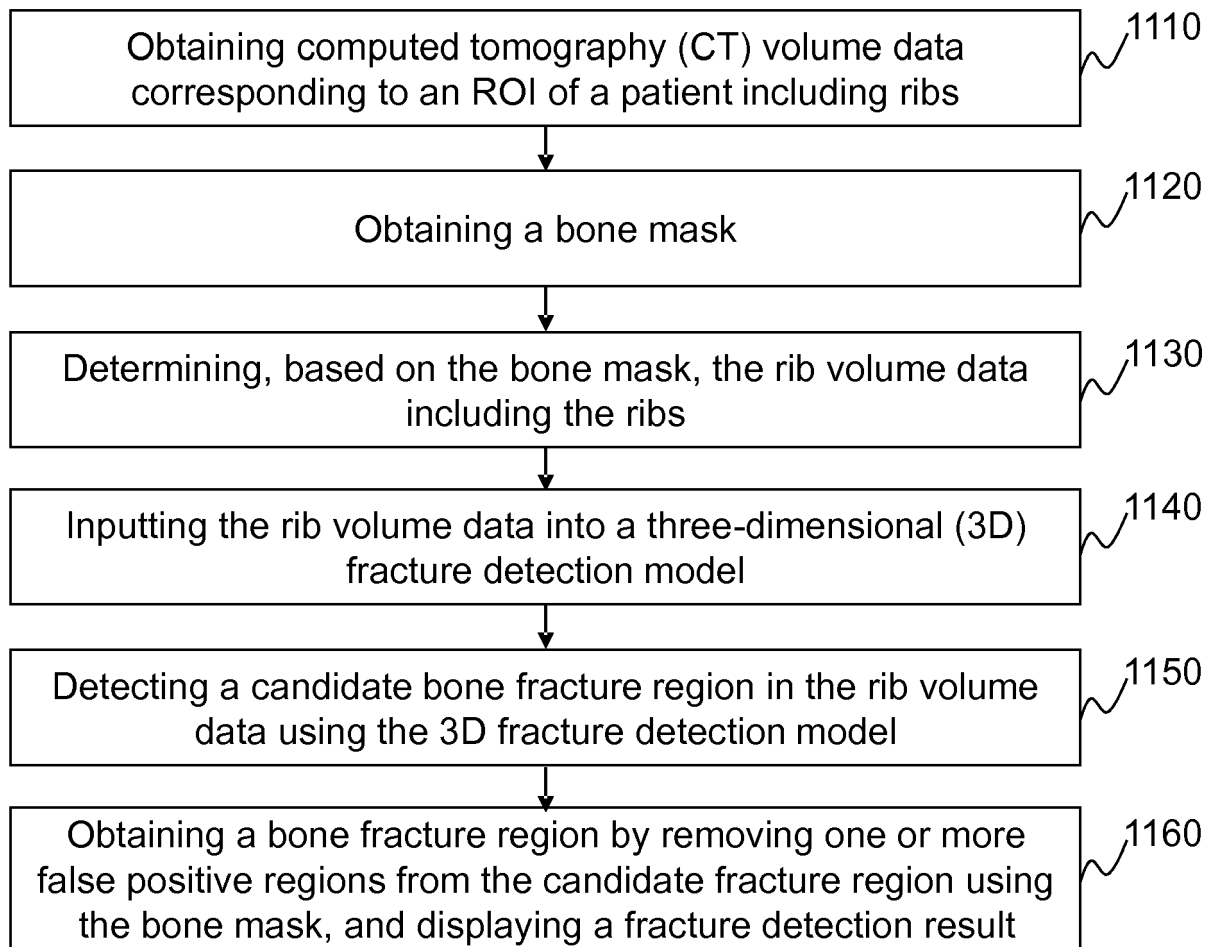 Obtaining computed tomography (CT) volume data
corresponding to an ROI of a patient including ribs
1110
Obtaining a bone mask
1120
Determining, based on the bone mask, the rib volume data
including the ribs
1130
Inputting the rib volume data into a three-dimensional (3D)
fracture detection model
1140
Detecting a candidate bone fracture region in the rib volume
data using the 3D fracture detection model
1150
Obtaining a bone fracture region by removing one or more
false positive regions from the candidate fracture region using
the bone mask, and displaying a fracture detection result
1160